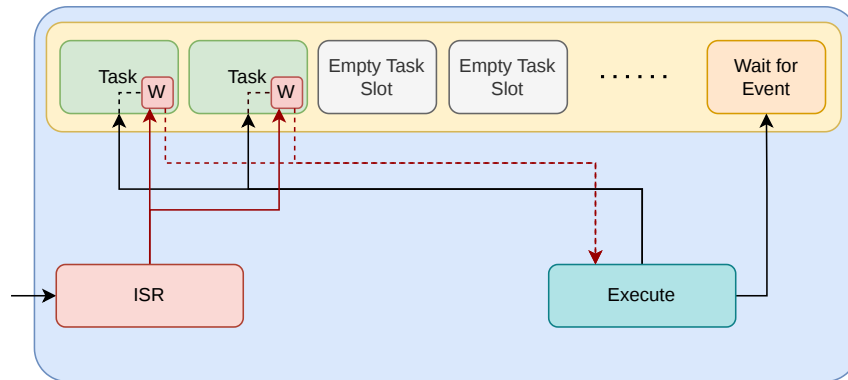 Task
W
Task
W
Empty Task
Slot
Empty Task
Slot
......
Wait for
Event
ISR
Execute